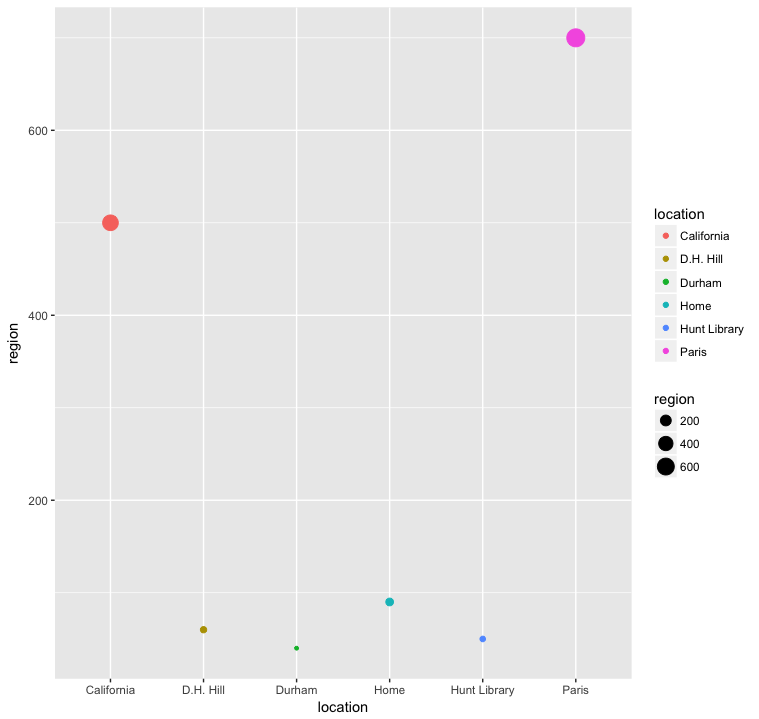 600
400
200
region
California D.H. Hill Durham Home Hunt Library Paris
location
location
California
D.H. Hill
Durham
Home
Hunt Library
Paris
region
200
400
600